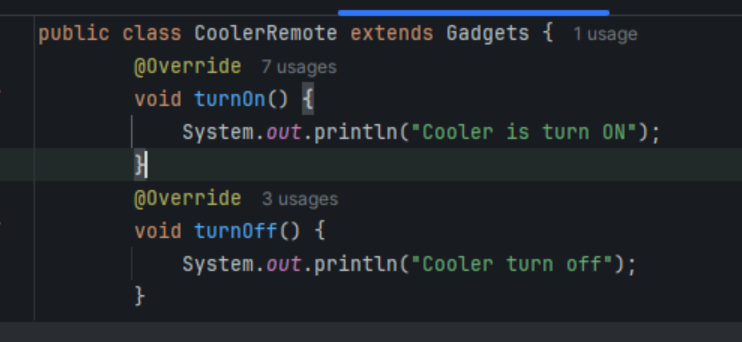 public class CoolerRemote extends Gadgets {  1 usage
@Override  7 usages
void turnOn() {
System.out.println("Cooler is turn ON");
}
@Override  3 usages
void turnOff() {
System.out.println("Cooler turn off");
}